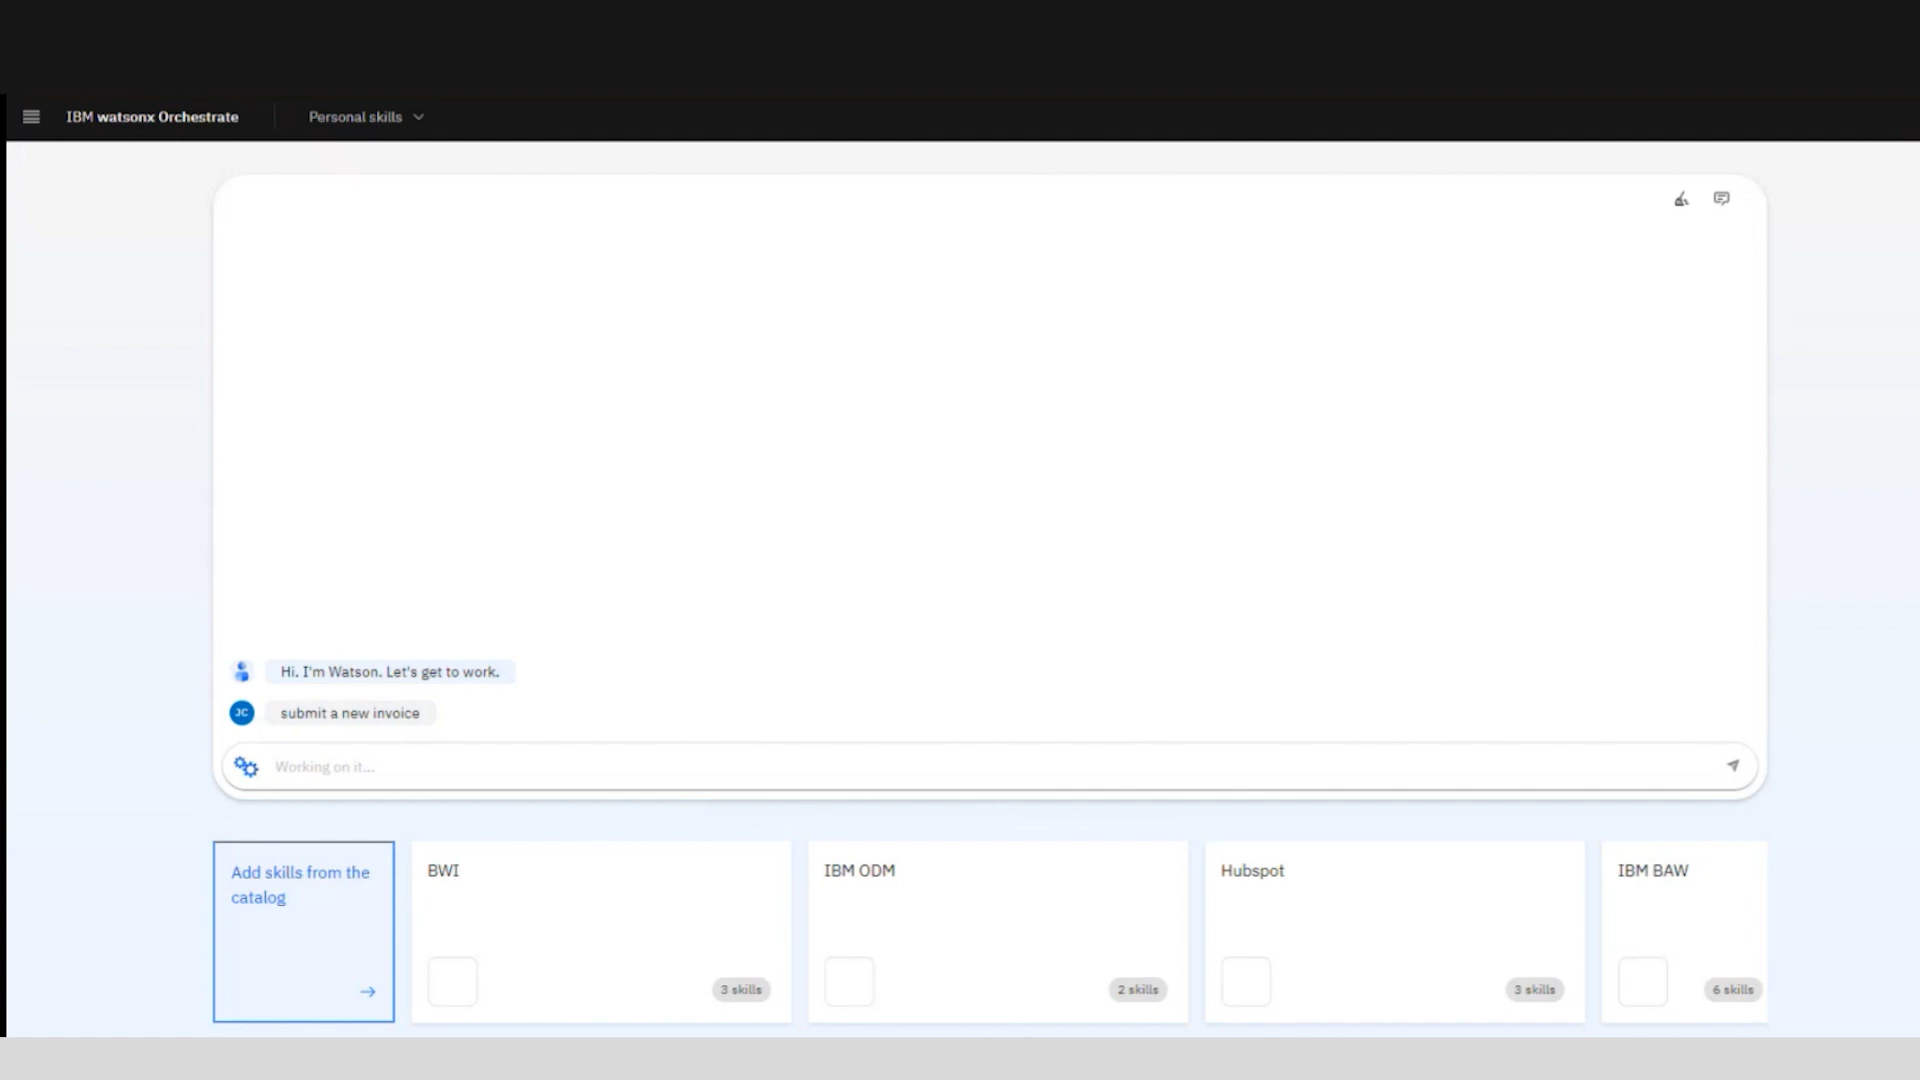 IBM watsonx Orchestrate
Personal skills
Hi. I'm Watson. Let's get to work.
JC
submit a new invoice
Working on it...
Add skills from the
catalog
BWI
3 skills
IBM ODM
2 skills
Hubspot
3 skills
IBM BAW
6 skills